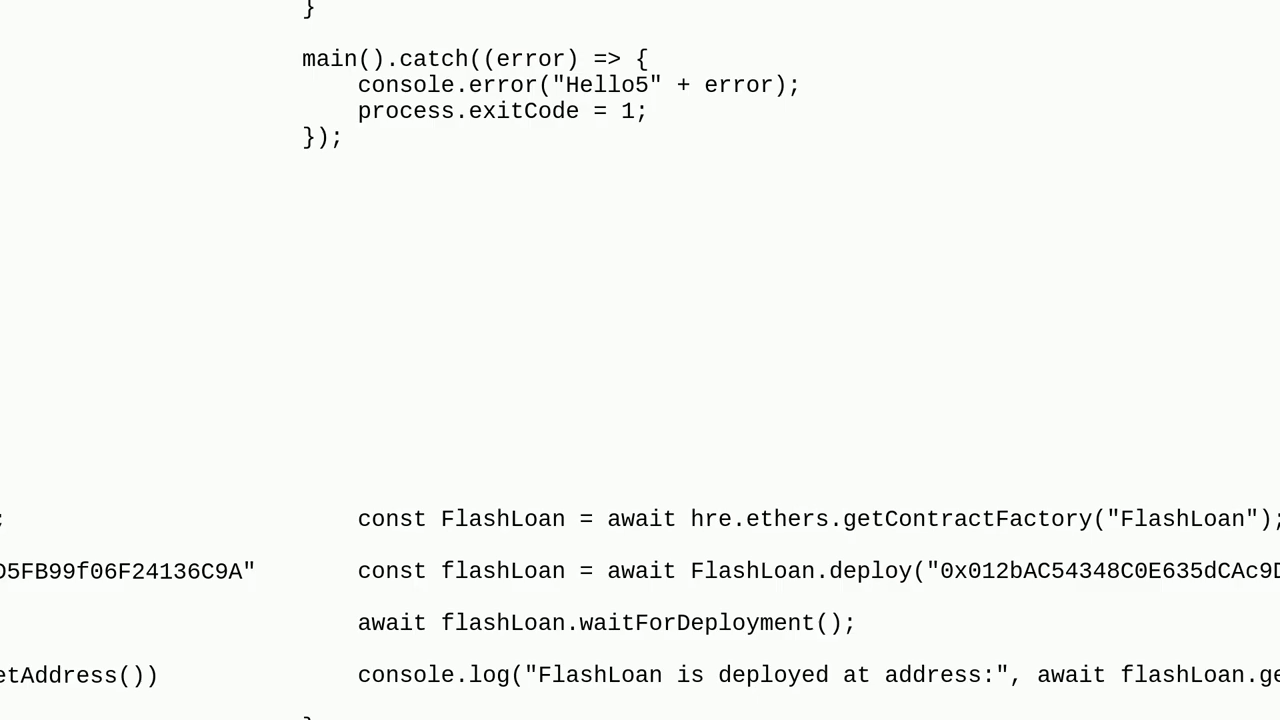 }
main().catch((error) => {
    console.error("Hello5" + error);
    process.exitCode = 1;
});
;    const FlashLoan = await hre.ethers.getContractFactory("FlashLoan");
D5FB99f06F24136C9A"    const flashLoan = await FlashLoan.deploy("0x012bAC54348C0E635dCAc9D
await flashLoan.waitForDeployment();
etAddress())    console.log("FlashLoan is deployed at address:", await flashLoan.ge
}